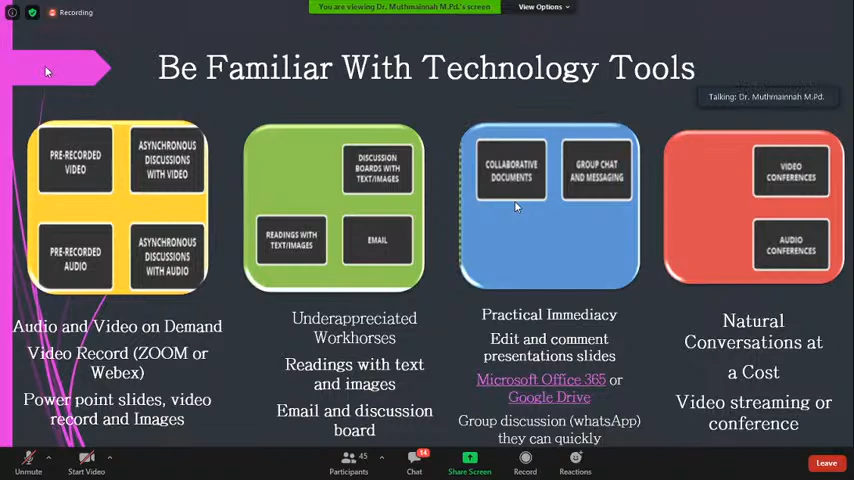 Recording
You are viewing Dr. Muthmainnah M.Pd.'s screen
View Options
Be Familiar With Technology Tools
Talking: Dr. Muthmainnah M.Pd.
PRE-RECORDED
VIDEO
ASYNCHRONOUS
DISCUSSIONS
WITH VIDEO
PRE-RECORDED
AUDIO
ASYNCHRONOUS
DISCUSSIONS
WITH AUDIO
DISCUSSION
BOARDS WITH
TEXT/IMAGES
READINGS WITH
TEXT/IMAGES
EMAIL
COLLABORATIVE
DOCUMENTS
GROUP CHAT
AND MESSAGING
VIDEO
CONFERENCES
AUDIO
CONFERENCES
Audio and Video on Demand
Video Record (ZOOM or
Webex)
Power point slides, video
record and Images
Underappreciated
Workhorses
Readings with text
and images
Email and discussion
board
Practical Immediacy
Edit and comment
presentations slides
Microsoft Office 365 or
Google Drive
Group discussion (whatsApp)
they can quickly
Natural
Conversations at
a Cost
Video streaming or
conference
Unmute
Start Video
Participants
45
Chat
14
Share Screen
Record
Reactions
Leave